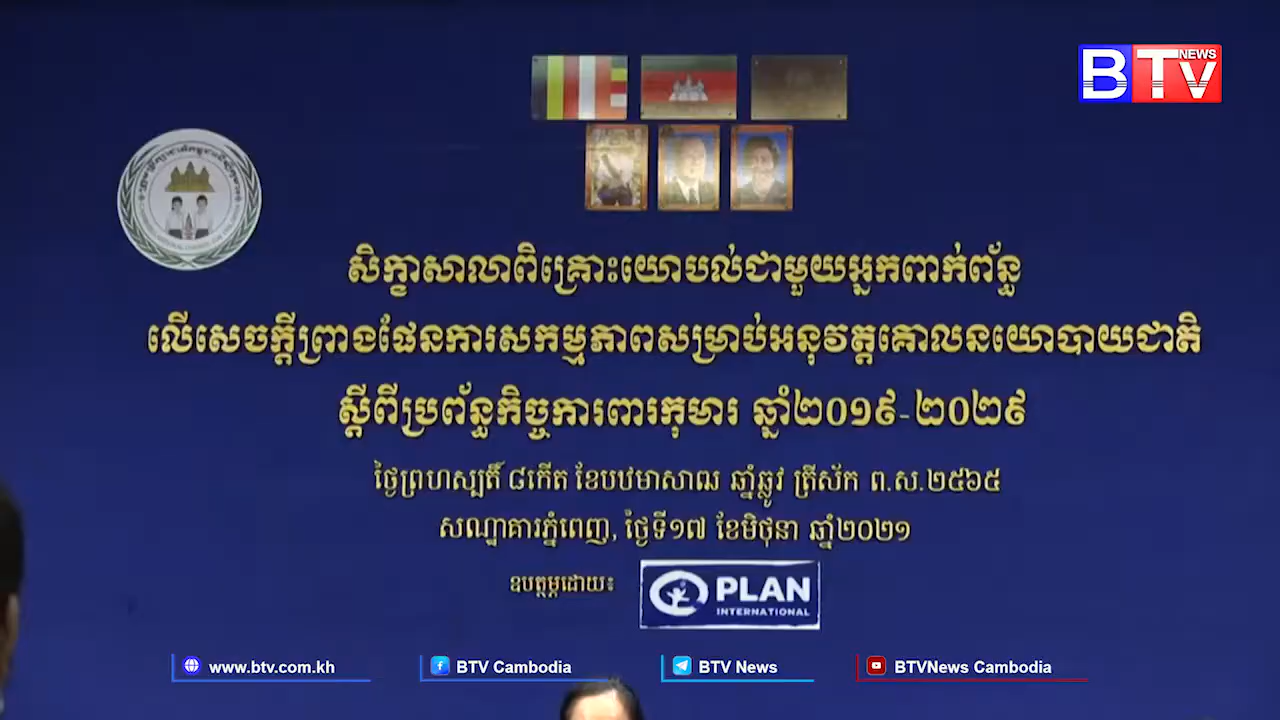 BTV NEWS
សិក្ខាសាលាពិគ្រោះយោបល់ជាមួយអ្នកពាក់ព័ន្ធ
លើសេចក្តីព្រាងផែនការសកម្មភាពសម្រាប់អនុវត្តគោលនយោបាយជាតិ
ស្តីពីប្រព័ន្ធកិច្ចការពារកុមារ ឆ្នាំ២០១៩-២០២៩
ថ្ងៃព្រហស្បតិ៍ ៨កើត ខែបឋមាសាឍ ឆ្នាំឆ្លូវ ត្រីស័ក ព.ស.២៥៦៥
សណ្ឋាគារភ្នំពេញ, ថ្ងៃទី១៧ ខែមិថុនា ឆ្នាំ២០២១
ឧបត្ថម្ភដោយ៖
PLAN
INTERNATIONAL
www.btv.com.kh
BTV Cambodia
BTV News
BTVNews Cambodia